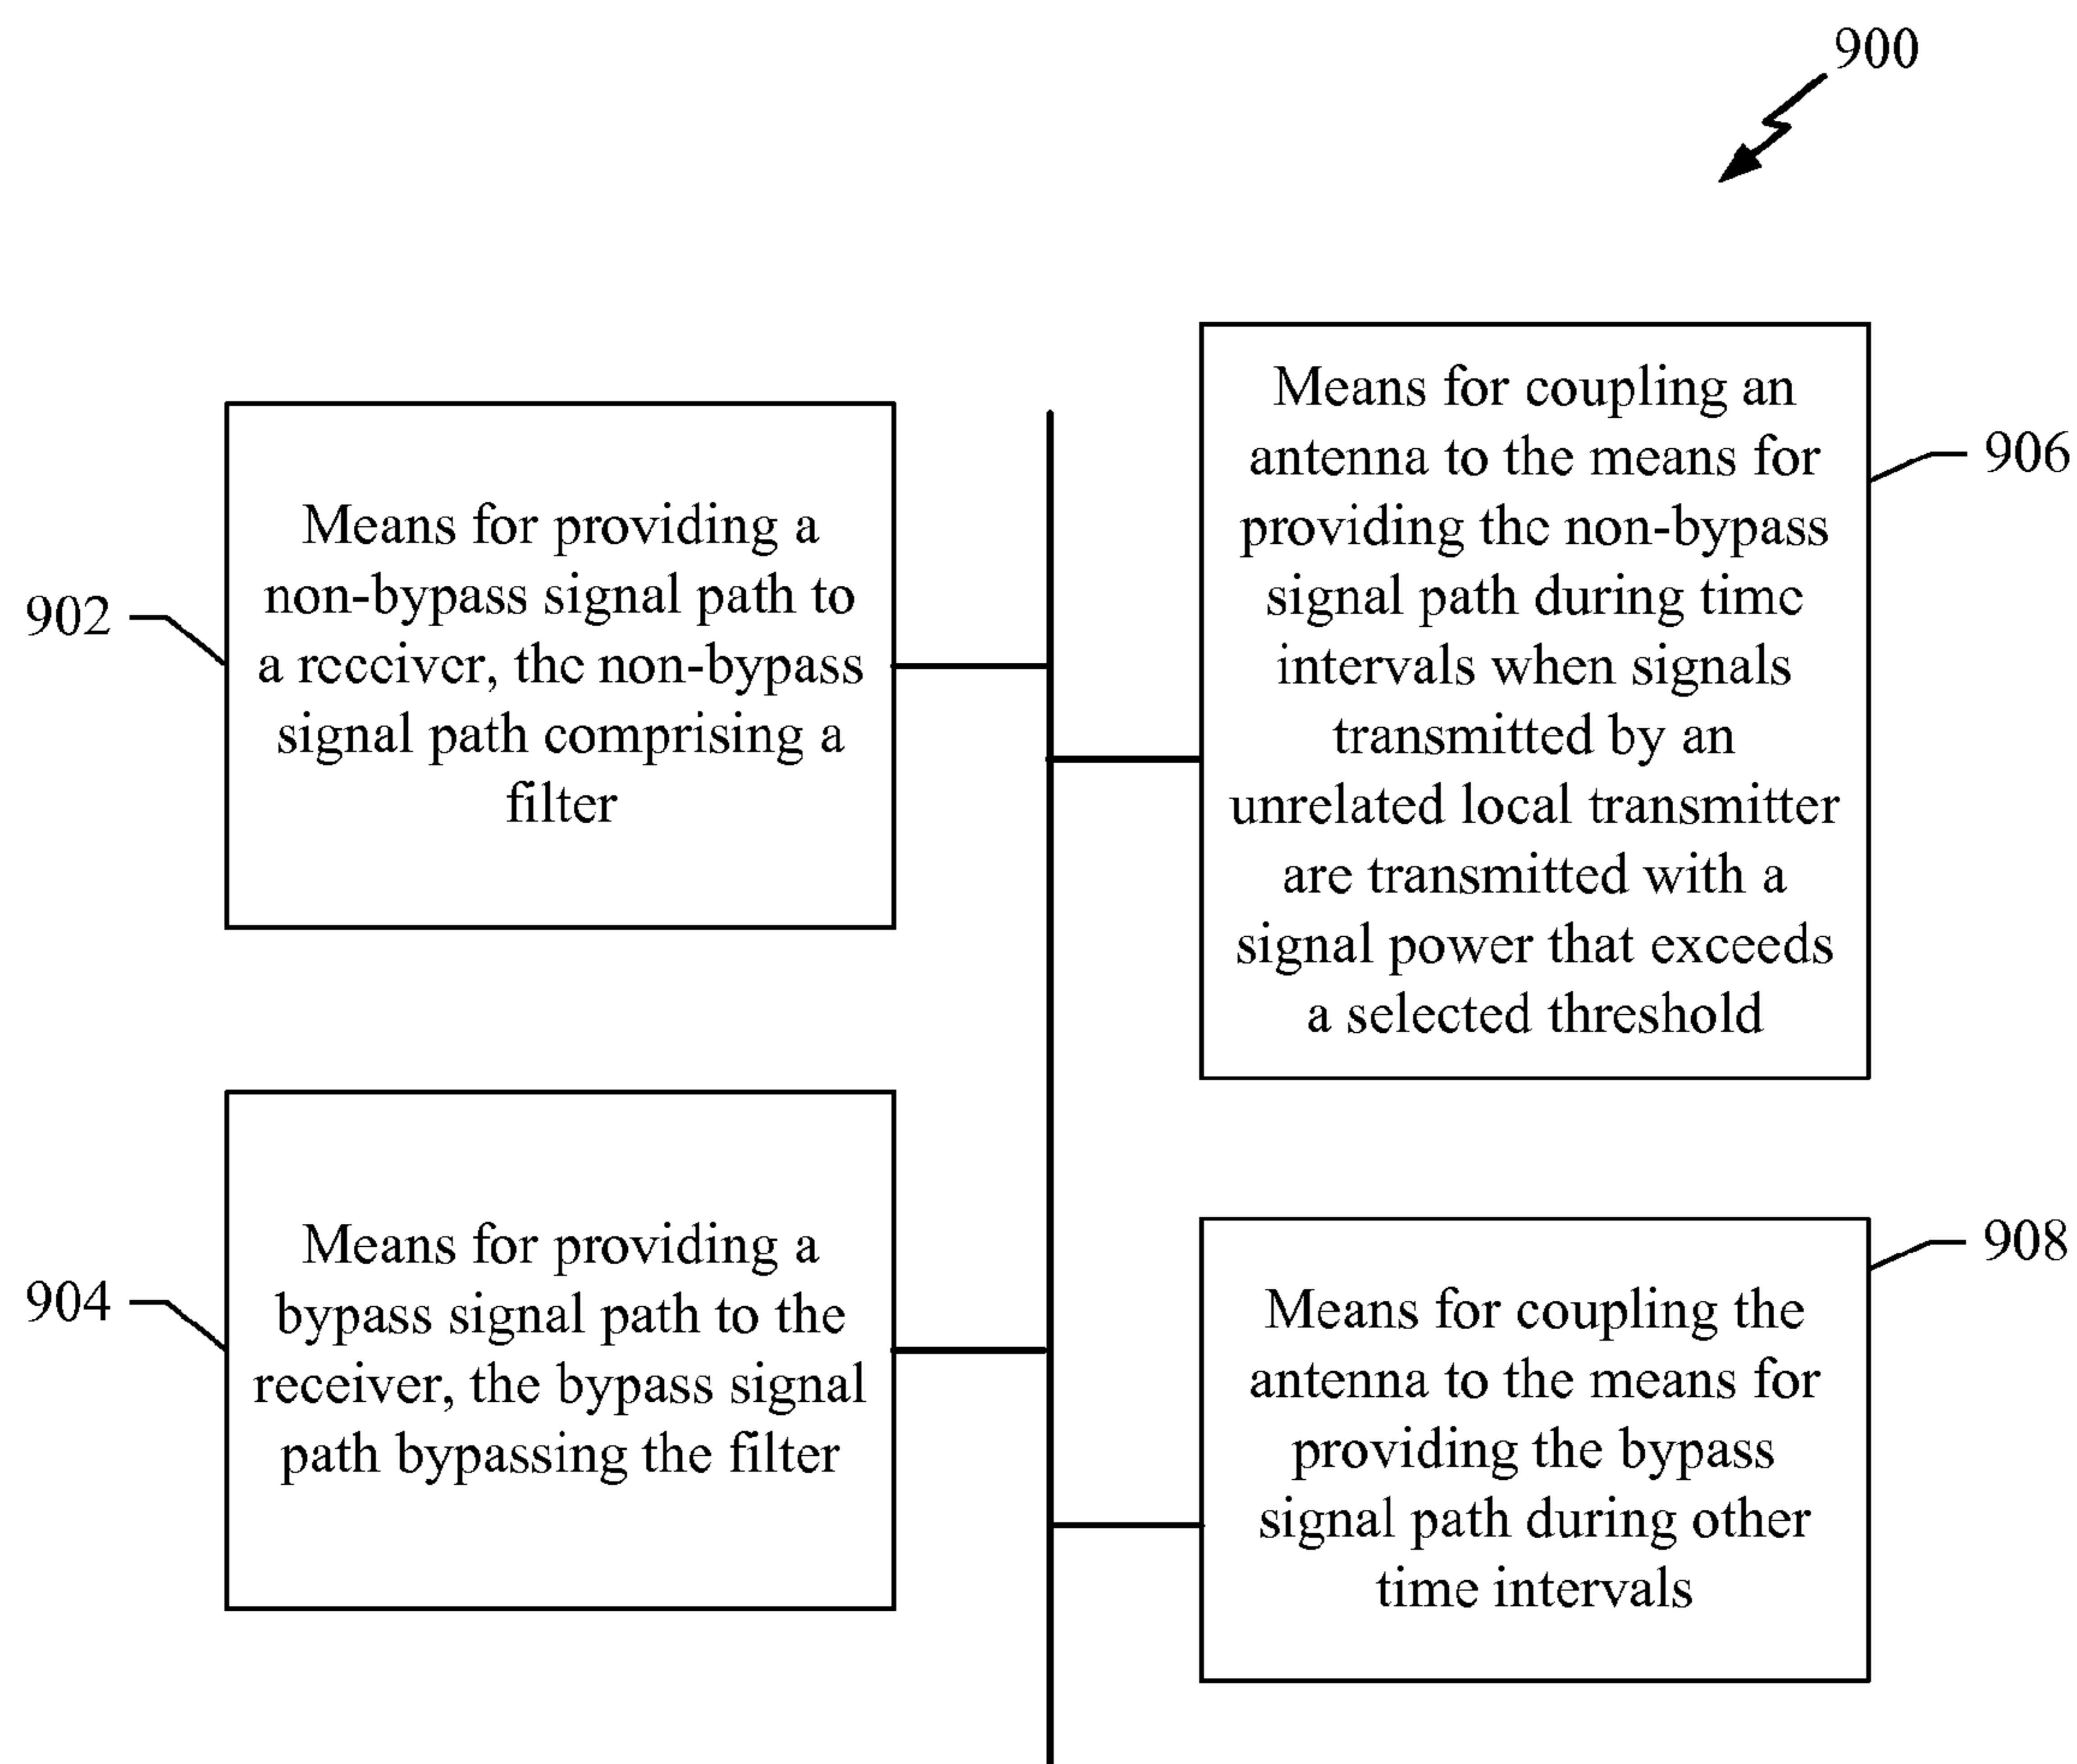 900
902
Means for providing a
non-bypass signal path to
a receiver, the non-bypass
signal path comprising a
filter
904
Means for providing a
bypass signal path to the
receiver, the bypass signal
path bypassing the filter
906
Means for coupling an
antenna to the means for
providing the non-bypass
signal path during time
intervals when signals
transmitted by an
unrelated local transmitter
are transmitted with a
signal power that exceeds
a selected threshold
908
Means for coupling the
antenna to the means for
providing the bypass
signal path during other
time intervals